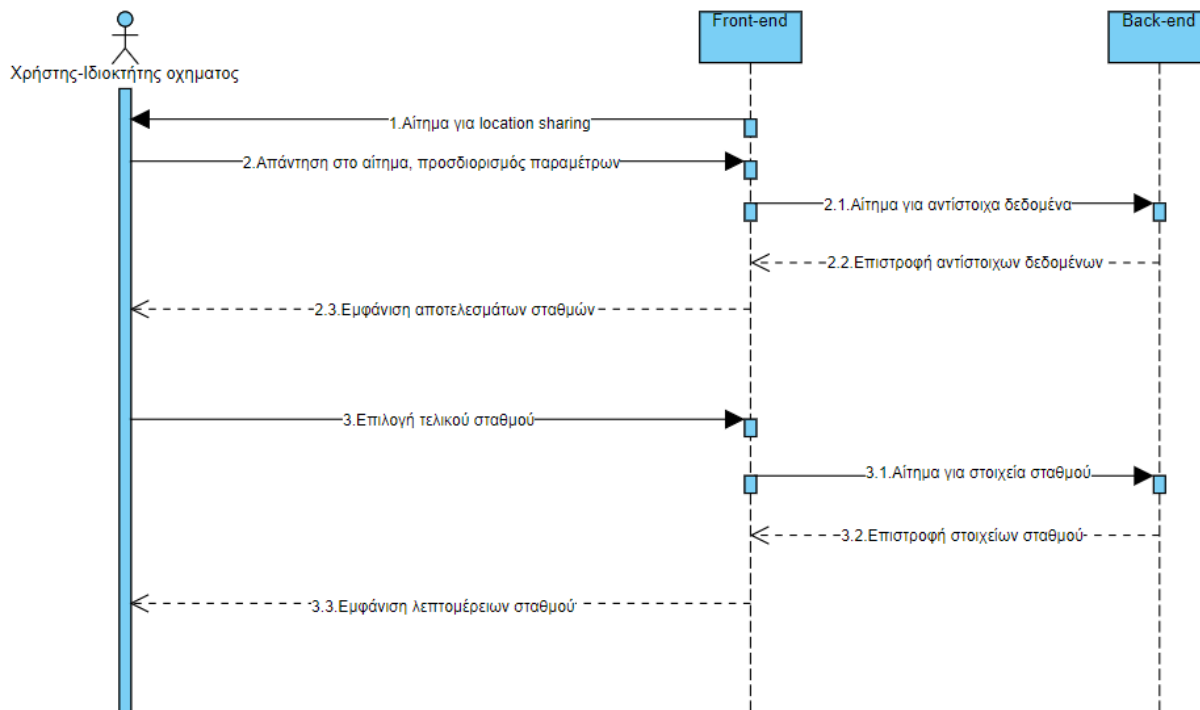 Front-end
Back-end
Χρήστης-Ιδιοκτήτης οχηματος
1.Αίτημα για location sharing
2.Απάντηση στο αίτημα, προσδιορισμός παραμέτρων
2.1.Αίτημα για αντίστοιχα δεδομένα
2.2.Επιστροφή αντίστοιχων δεδομένων
2.3.Εμφάνιση αποτελεσμάτων σταθμών
3.Επιλογή τελικού σταθμού
3.1.Αίτημα για στοιχεία σταθμού
3.2.Επιστροφή στοιχείων σταθμού
3.3.Εμφάνιση λεπτομέρειων σταθμού